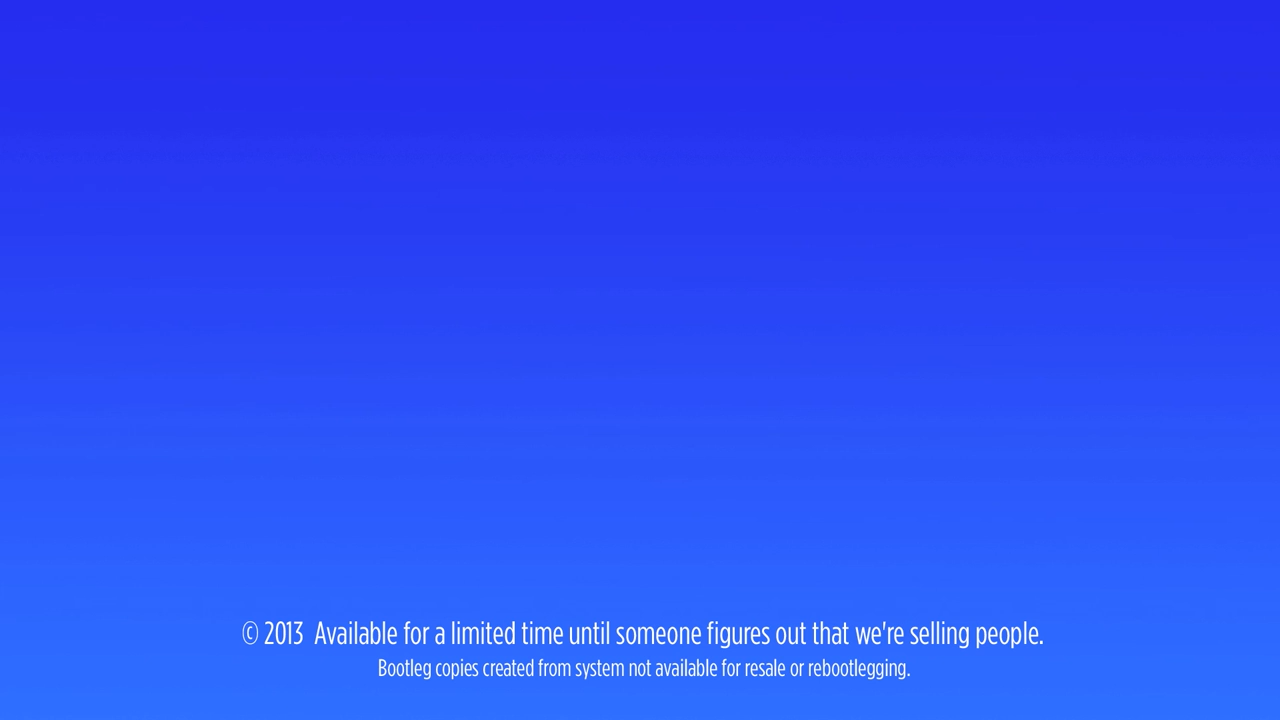 © 2013 Available for a limited time until someone figures out that we're selling people.
Bootleg copies created from system not available for resale or rebootlegging.